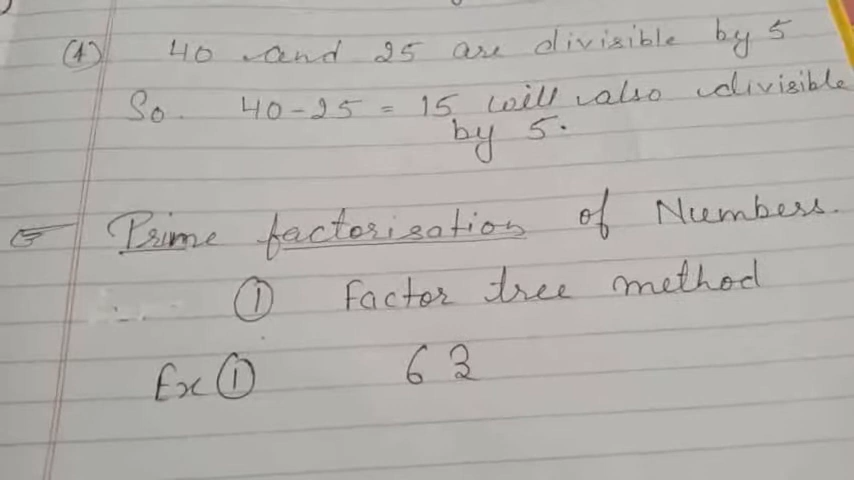 (4) 40 and 25 are divisible by 5
So. 40-25 = 15 will also divisible
by 5.
Prime factorisation of Numbers.
① Factor tree method
Ex ① 63